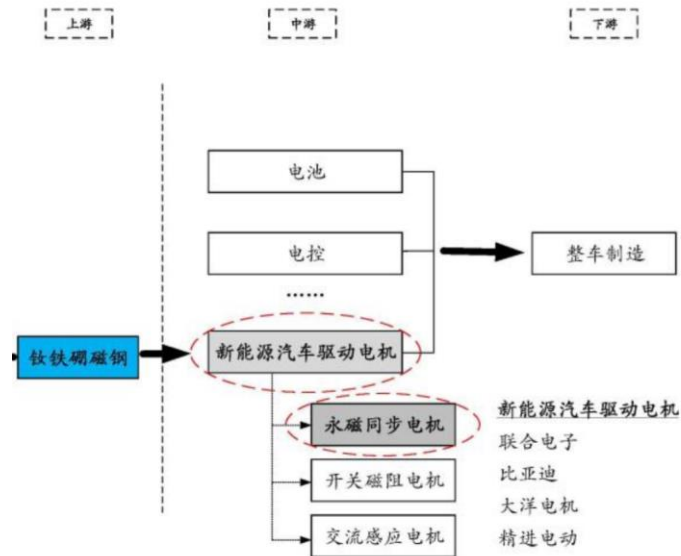 上游
中游
下游
电池
电控
整车制造
......
钕铁硼磁钢
新能源汽车驱动电机
永磁同步电机
开关磁阻电机
交流感应电机
新能源汽车驱动电机
联合电子
比亚迪
大洋电机
精进电动